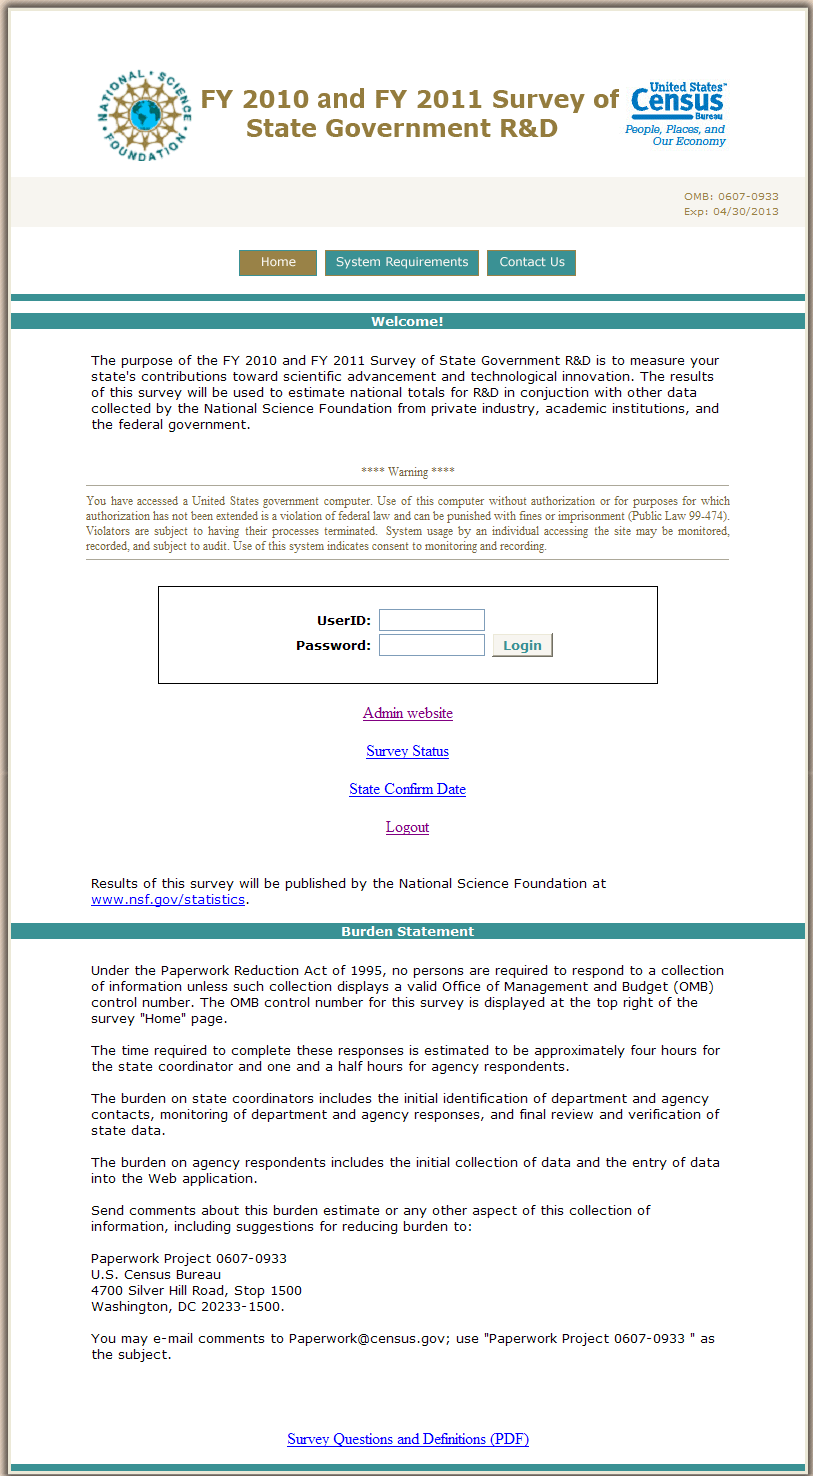 NATIONAL SCIENCE FOUNDATION
FY 2010 and FY 2011 Survey of
State Government R&D
United States™
Census
Bureau
People, Places, and
Our Economy
OMB: 0607-0933
Exp: 04/30/2013
Home System Requirements Contact Us
Welcome!
The purpose of the FY 2010 and FY 2011 Survey of State Government R&D is to measure your
state's contributions toward scientific advancement and technological innovation. The results
of this survey will be used to estimate national totals for R&D in conjuction with other data
collected by the National Science Foundation from private industry, academic institutions, and
the federal government.
**** Warning ****
You have accessed a United States government computer. Use of this computer without authorization or for purposes for which
authorization has not been extended is a violation of federal law and can be punished with fines or imprisonment (Public Law 99-474).
Violators are subject to having their processes terminated. System usage by an individual accessing the site may be monitored,
recorded, and subject to audit. Use of this system indicates consent to monitoring and recording.
UserID:
Password: Login
Admin website
Survey Status
State Confirm Date
Logout
Results of this survey will be published by the National Science Foundation at
www.nsf.gov/statistics.
Burden Statement
Under the Paperwork Reduction Act of 1995, no persons are required to respond to a collection
of information unless such collection displays a valid Office of Management and Budget (OMB)
control number. The OMB control number for this survey is displayed at the top right of the
survey "Home" page.
The time required to complete these responses is estimated to be approximately four hours for
the state coordinator and one and a half hours for agency respondents.
The burden on state coordinators includes the initial identification of department and agency
contacts, monitoring of department and agency responses, and final review and verification of
state data.
The burden on agency respondents includes the initial collection of data and the entry of data
into the Web application.
Send comments about this burden estimate or any other aspect of this collection of
information, including suggestions for reducing burden to:
Paperwork Project 0607-0933
U.S. Census Bureau
4700 Silver Hill Road, Stop 1500
Washington, DC 20233-1500.
You may e-mail comments to Paperwork@census.gov; use "Paperwork Project 0607-0933 " as
the subject.
Survey Questions and Definitions (PDF)